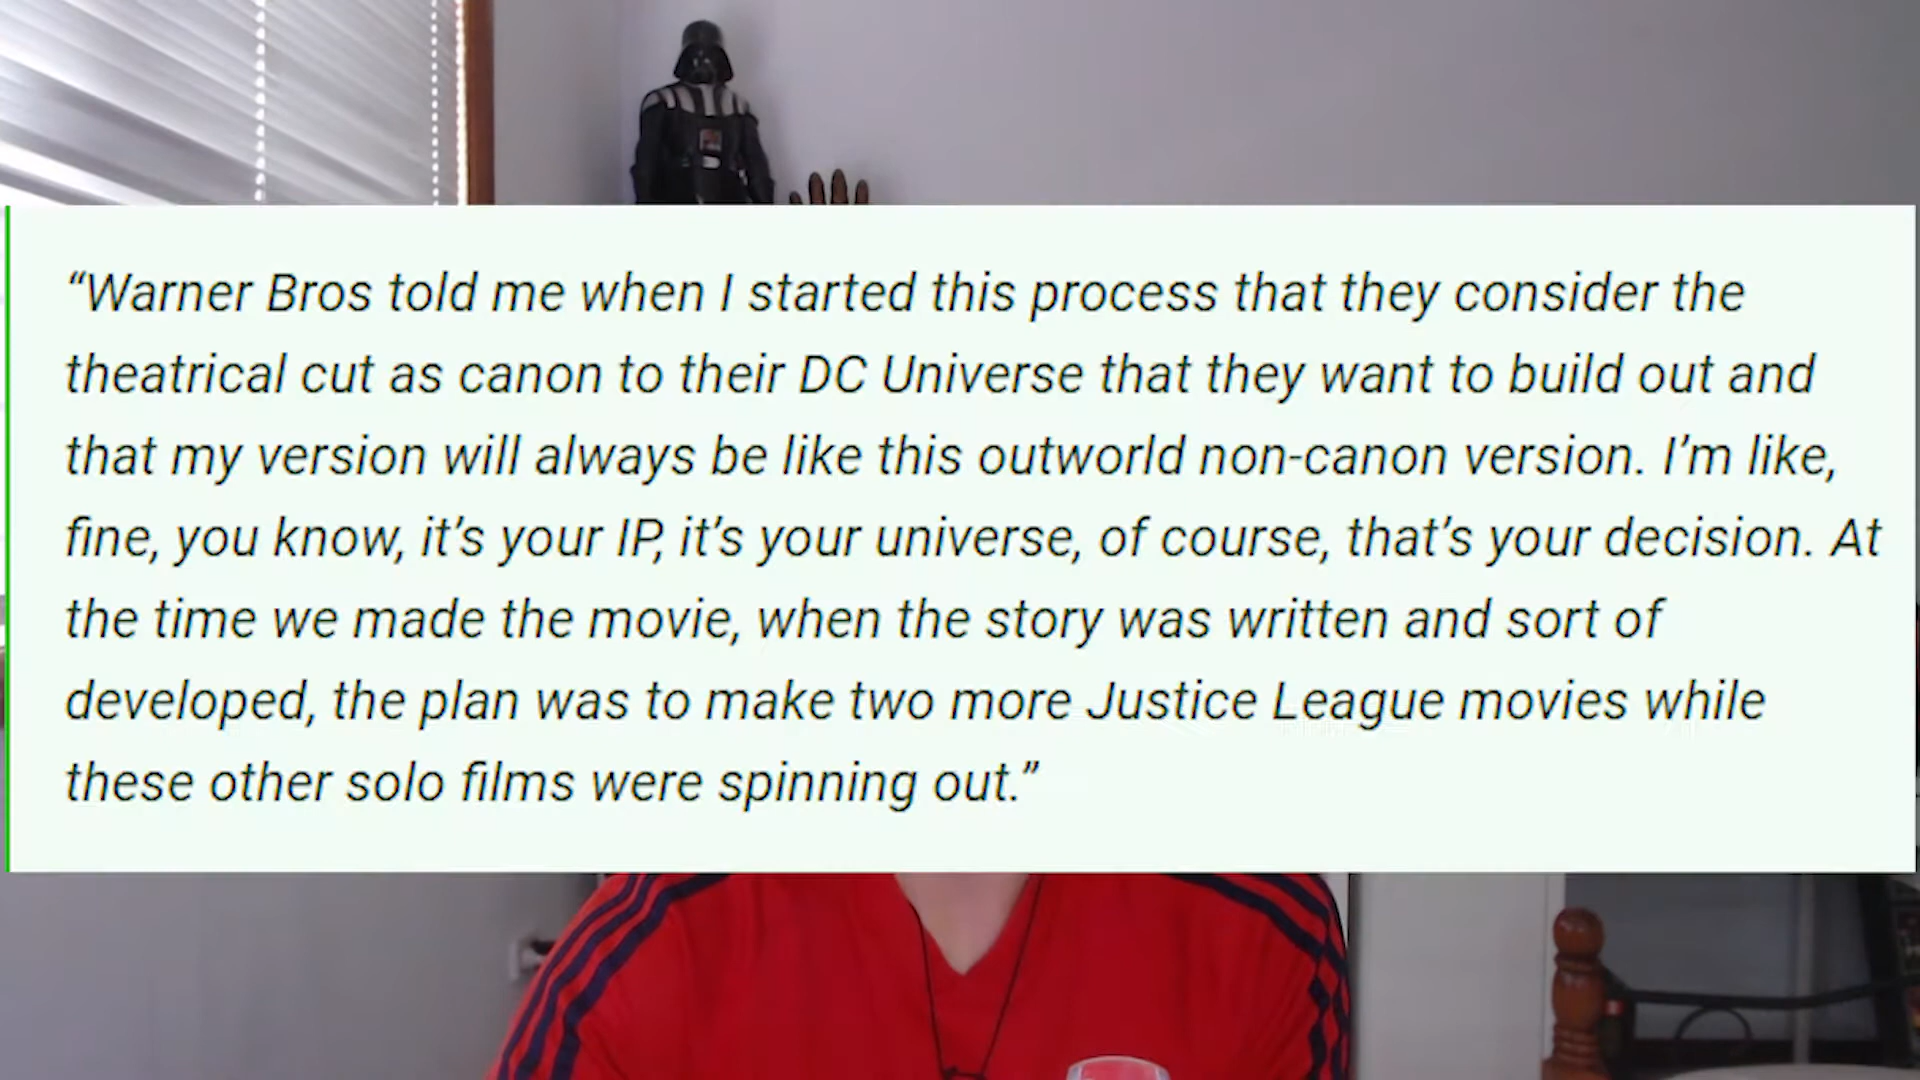 “Warner Bros told me when I started this process that they consider the
theatrical cut as canon to their DC Universe that they want to build out and
that my version will always be like this outworld non-canon version. I’m like,
fine, you know, it’s your IP, it’s your universe, of course, that’s your decision. At
the time we made the movie, when the story was written and sort of
developed, the plan was to make two more Justice League movies while
these other solo films were spinning out.”